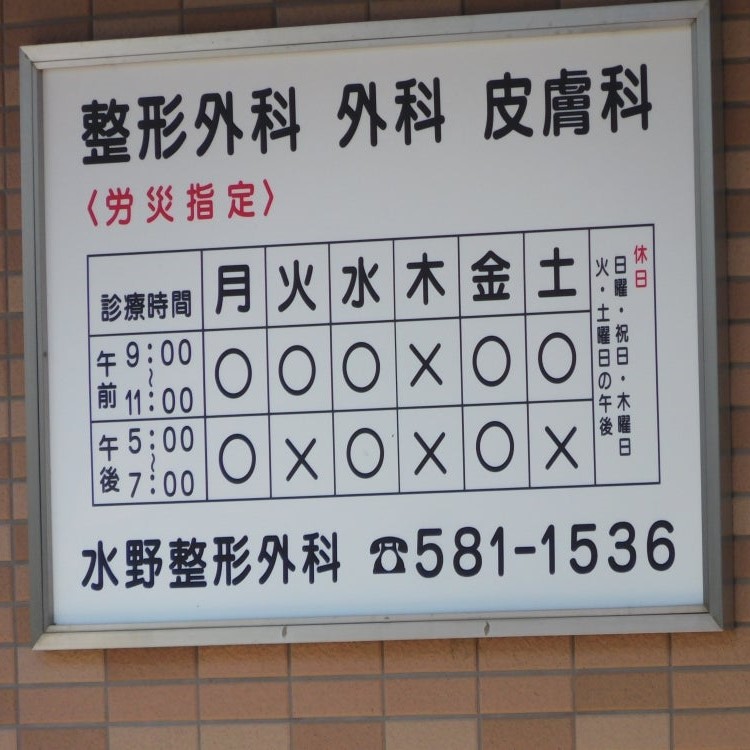 整形外科 外科 皮膚科
〈労災指定〉
診療時間 月 火 水 木 金 土
午前 9:00~11:00 〇 〇 〇 × 〇 〇
午後 5:00~7:00 〇 × 〇 × 〇 ×
休日
日曜・祝日・木曜日
火・土曜日の午後
水野整形外科 ☎581-1536